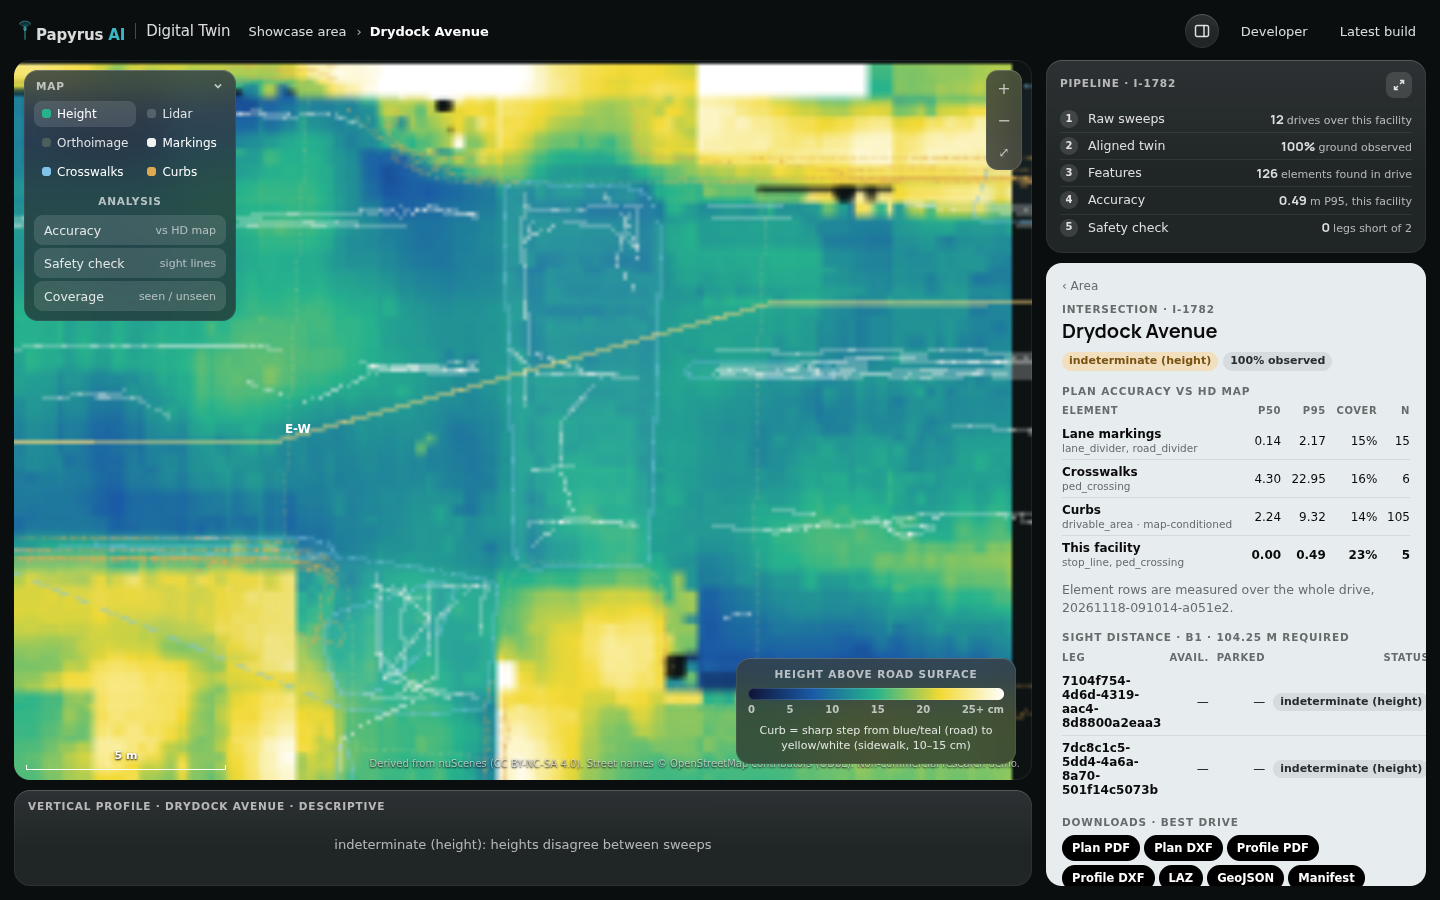 Papyrus AI
Digital Twin
Showcase area › Drydock Avenue
Developer
Latest build
MAP
Height
Lidar
Orthoimage
Markings
Crosswalks
Curbs
ANALYSIS
Accuracy vs HD map
Safety check sight lines
Coverage seen / unseen
+
−
E-W
5 m
HEIGHT ABOVE ROAD SURFACE
0 5 10 15 20 25+ cm
Curb = sharp step from blue/teal (road) to
yellow/white (sidewalk, 10–15 cm)
Derived from nuScenes (CC BY-NC-SA 4.0). Street names © OpenStreetMap contributors (ODbL). Non-commercial research demo.
VERTICAL PROFILE · DRYDOCK AVENUE · DESCRIPTIVE
indeterminate (height): heights disagree between sweeps
PIPELINE · I-1782
1 Raw sweeps 12 drives over this facility
2 Aligned twin 100% ground observed
3 Features 126 elements found in drive
4 Accuracy 0.49 m P95, this facility
5 Safety check 0 legs short of 2
‹ Area
INTERSECTION · I-1782
Drydock Avenue
indeterminate (height) 100% observed
PLAN ACCURACY VS HD MAP
ELEMENT P50 P95 COVER N
Lane markings 0.14 2.17 15% 15
lane_divider, road_divider
Crosswalks 4.30 22.95 16% 6
ped_crossing
Curbs 2.24 9.32 14% 105
drivable_area · map-conditioned
This facility 0.00 0.49 23% 5
stop_line, ped_crossing
Element rows are measured over the whole drive,
20261118-091014-a051e2.
SIGHT DISTANCE · B1 · 104.25 M REQUIRED
LEG AVAIL. PARKED STATUS
7104f754-
4d6d-4319-
aac4-
8d8800a2eaa3
— — indeterminate (height)
7dc8c1c5-
5dd4-4a6a-
8a70-
501f14c5073b
— — indeterminate (height)
DOWNLOADS · BEST DRIVE
Plan PDF Plan DXF Profile PDF
Profile DXF LAZ GeoJSON Manifest